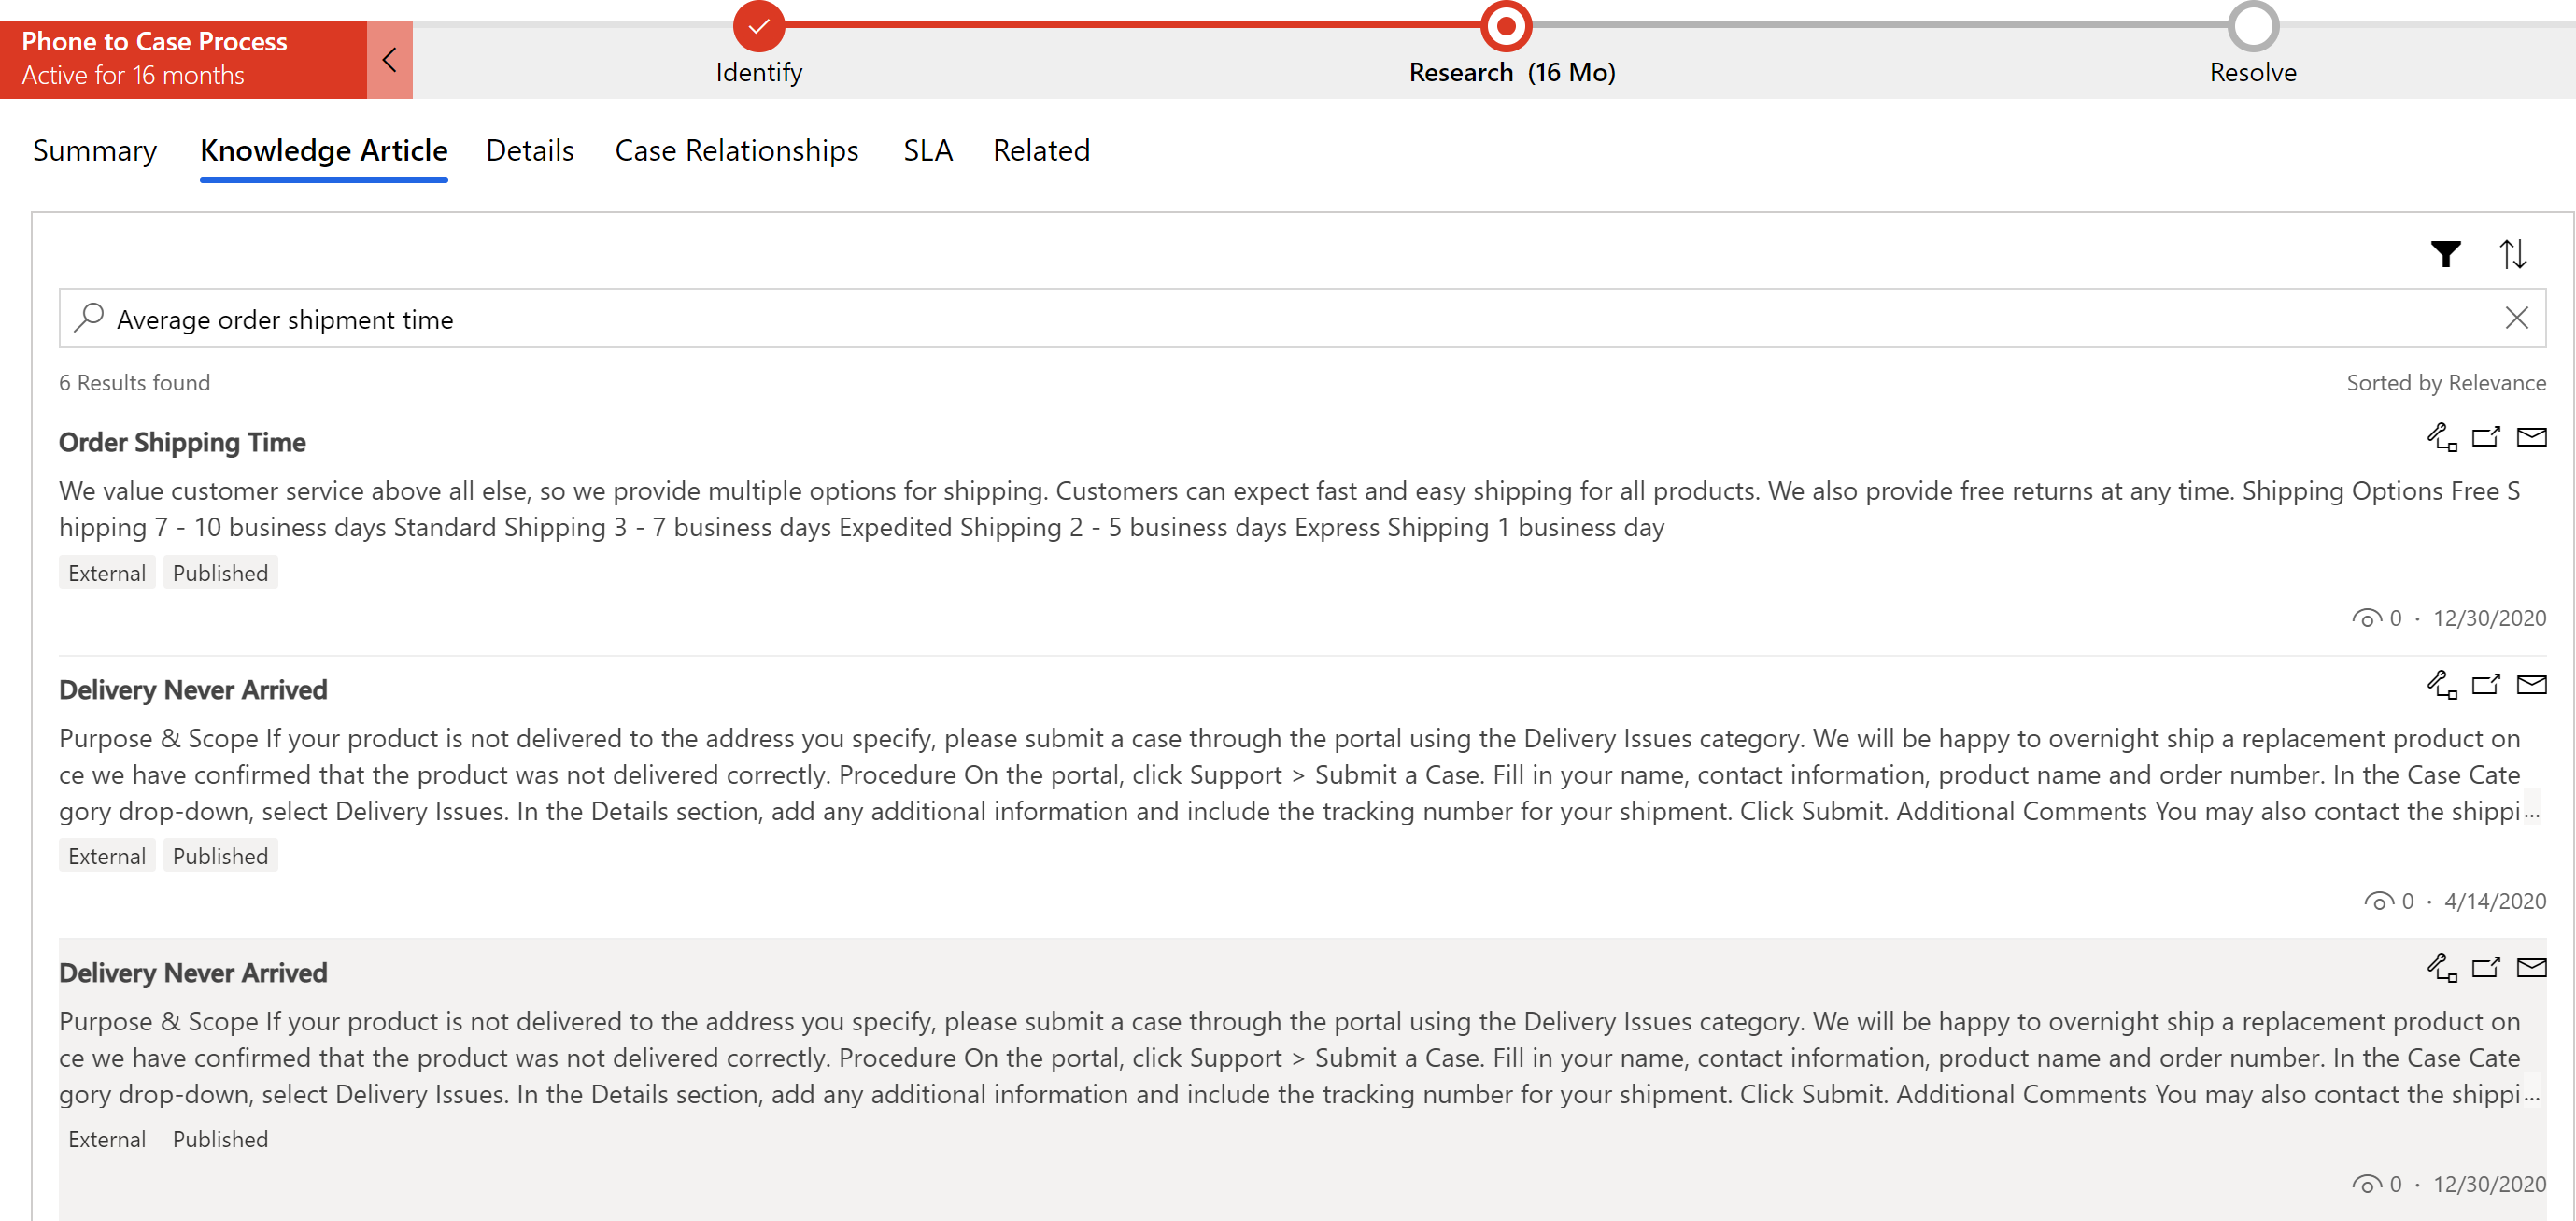 Phone to Case Process
Active for 16 months
Identify
Research (16 Mo)
Resolve
Summary Knowledge Article Details Case Relationships SLA Related
Average order shipment time
6 Results found
Sorted by Relevance
Order Shipping Time
We value customer service above all else, so we provide multiple options for shipping. Customers can expect fast and easy shipping for all products. We also provide free returns at any time. Shipping Options Free S
hipping 7 - 10 business days Standard Shipping 3 - 7 business days Expedited Shipping 2 - 5 business days Express Shipping 1 business day
External Published
0 · 12/30/2020
Delivery Never Arrived
Purpose & Scope If your product is not delivered to the address you specify, please submit a case through the portal using the Delivery Issues category. We will be happy to overnight ship a replacement product on
ce we have confirmed that the product was not delivered correctly. Procedure On the portal, click Support > Submit a Case. Fill in your name, contact information, product name and order number. In the Case Cate
gory drop-down, select Delivery Issues. In the Details section, add any additional information and include the tracking number for your shipment. Click Submit. Additional Comments You may also contact the shippi...
External Published
0 · 4/14/2020
Delivery Never Arrived
Purpose & Scope If your product is not delivered to the address you specify, please submit a case through the portal using the Delivery Issues category. We will be happy to overnight ship a replacement product on
ce we have confirmed that the product was not delivered correctly. Procedure On the portal, click Support > Submit a Case. Fill in your name, contact information, product name and order number. In the Case Cate
gory drop-down, select Delivery Issues. In the Details section, add any additional information and include the tracking number for your shipment. Click Submit. Additional Comments You may also contact the shippi...
External Published
0 · 12/30/2020